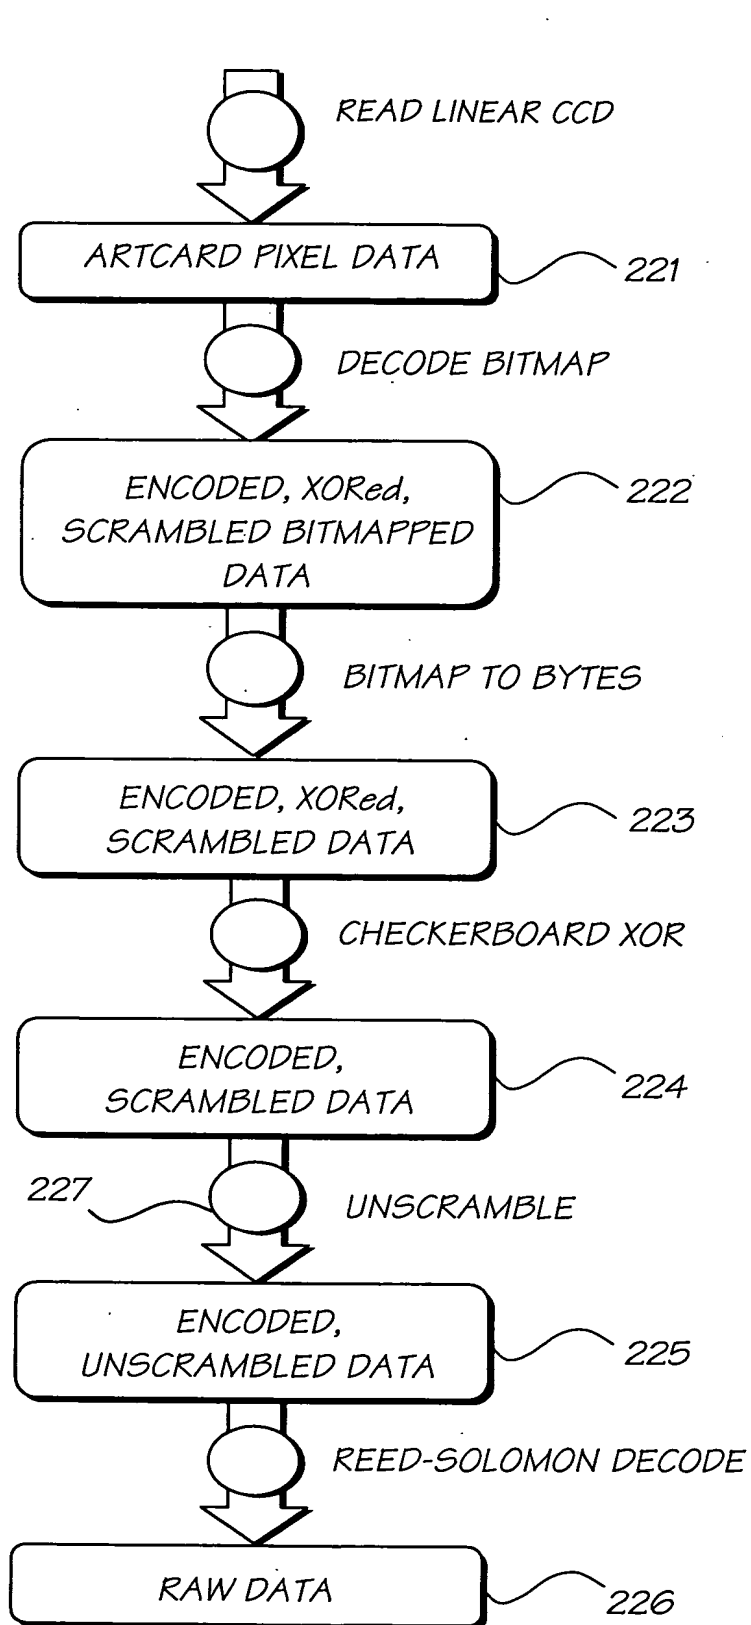 READ LINEAR CCD
ARTCARD PIXEL DATA
221
DECODE BITMAP
ENCODED, XORed,
SCRAMBLED BITMAPPED
DATA
222
BITMAP TO BYTES
ENCODED, XORed,
SCRAMBLED DATA
223
CHECKERBOARD XOR
ENCODED,
SCRAMBLED DATA
224
227
UNSCRAMBLE
ENCODED,
UNSCRAMBLED DATA
225
REED-SOLOMON DECODE
RAW DATA
226